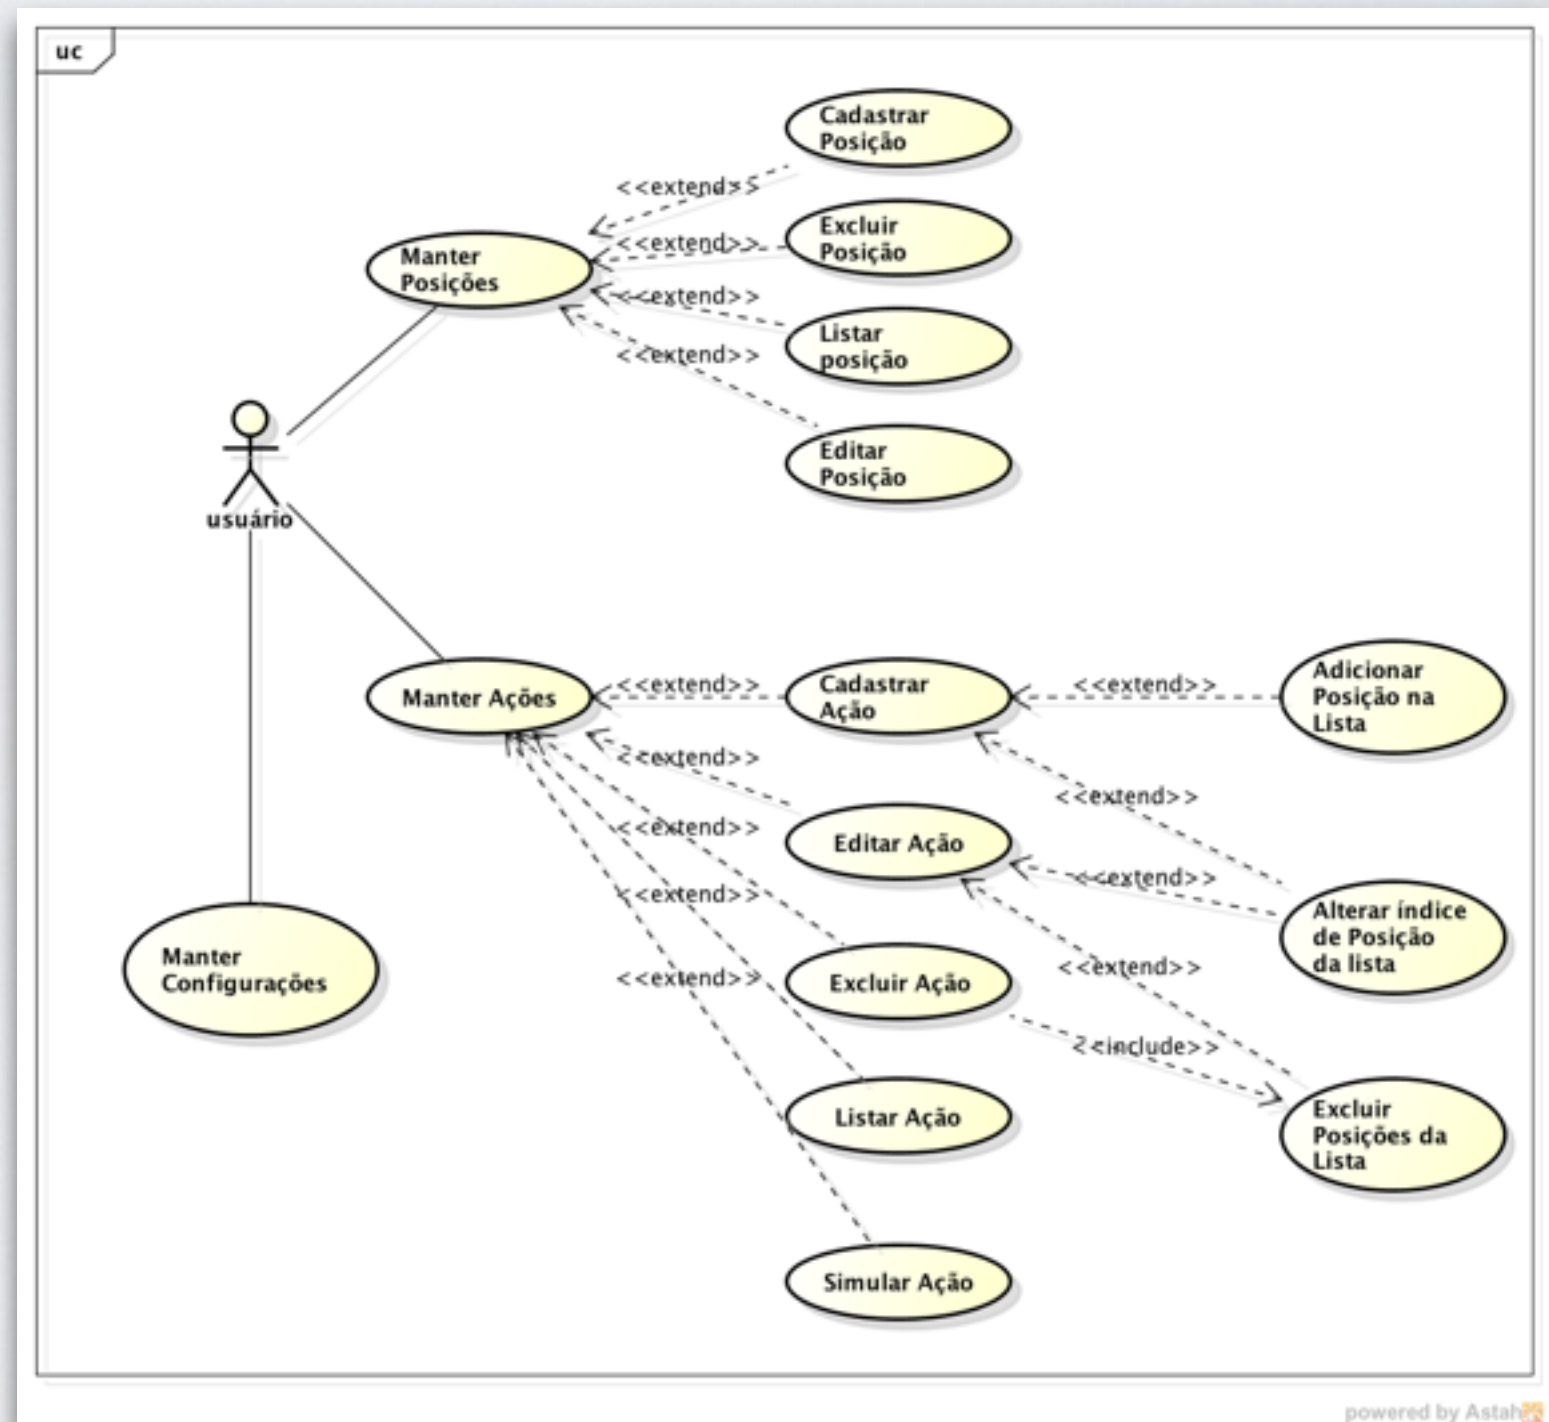 uc
Cadastrar
Posição
<<extend>>
Excluir
Posição
<<extend>>
Manter
Posições
<<extend>>
Listar
posição
<<extend>>
Editar
Posição
usuário
Manter Ações
<<extend>>
Cadastrar
Ação
<<extend>>
Adicionar
Posição na
Lista
<<extend>>
<<extend>>
<<extend>>
Editar Ação
<<extend>>
<<extend>>
Alterar índice
de Posição
da lista
Manter
Configurações
<<extend>>
Excluir Ação
<<extend>>
<<include>>
Listar Ação
Excluir
Posições da
Lista
Simular Ação
powered by Astah